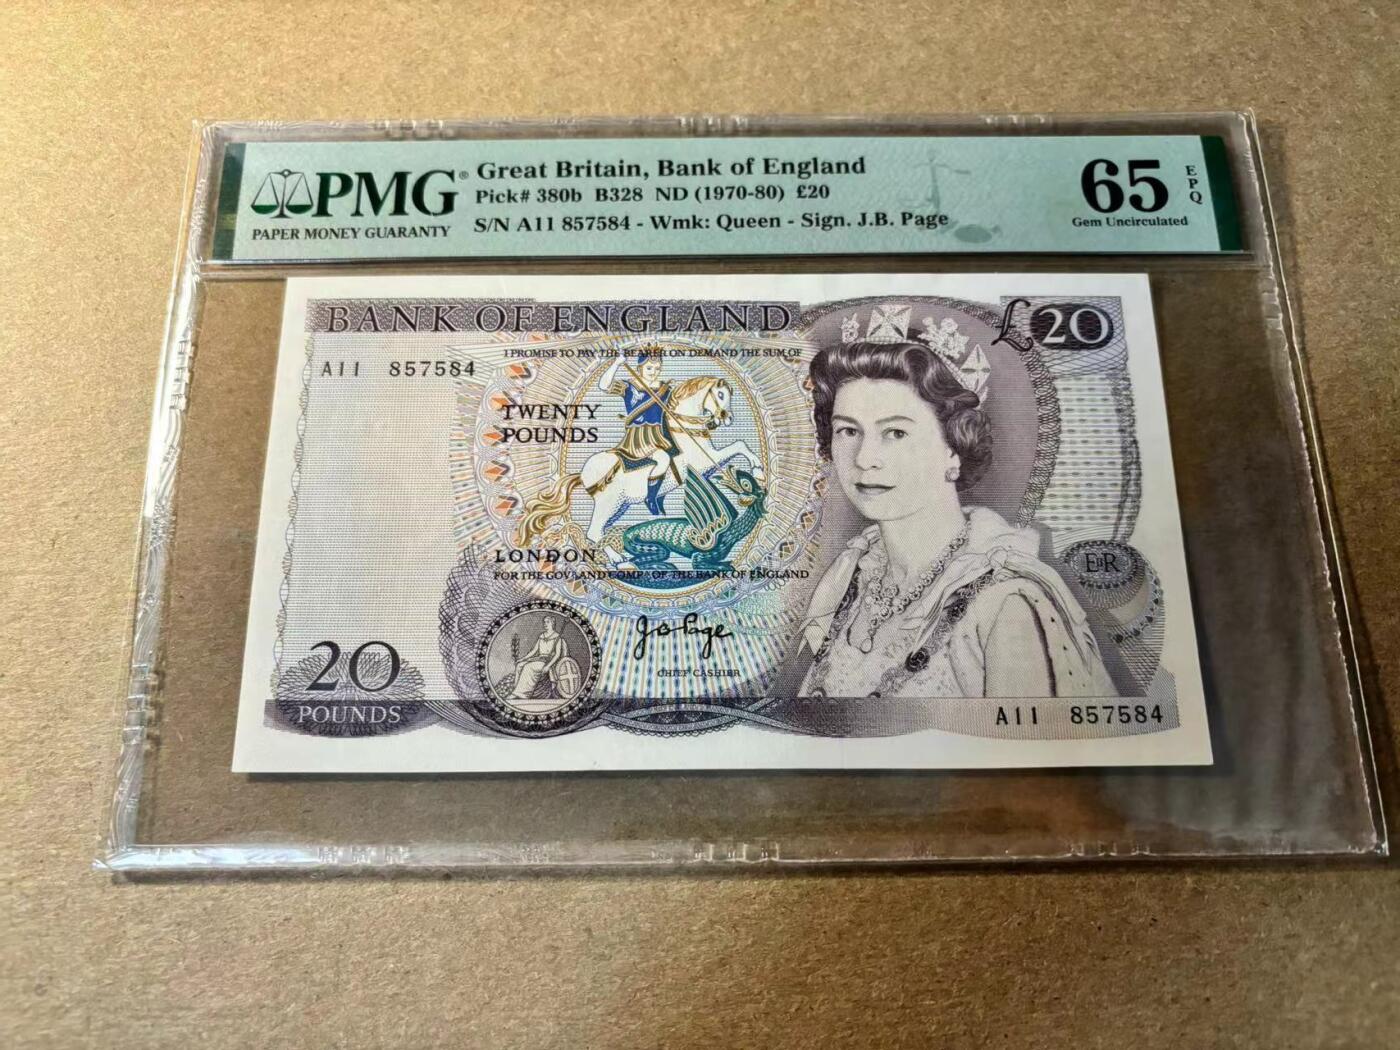 PMG®
PAPER MONEY GUARANTY
Great Britain, Bank of England
Pick# 380b B328 ND (1970-80) £20
S/N A11 857584 - Wmk: Queen - Sign. J.B. Page
65 EPQ
Gem Uncirculated
BANK OF ENGLAND
£20
I PROMISE TO PAY THE BEARER ON DEMAND THE SUM OF
A11 857584
TWENTY
POUNDS
LONDON
FOR THE GOVR AND COMPA OF THE BANK OF ENGLAND
EIIR
J B Page
CHIEF CASHIER
20
POUNDS
A11 857584